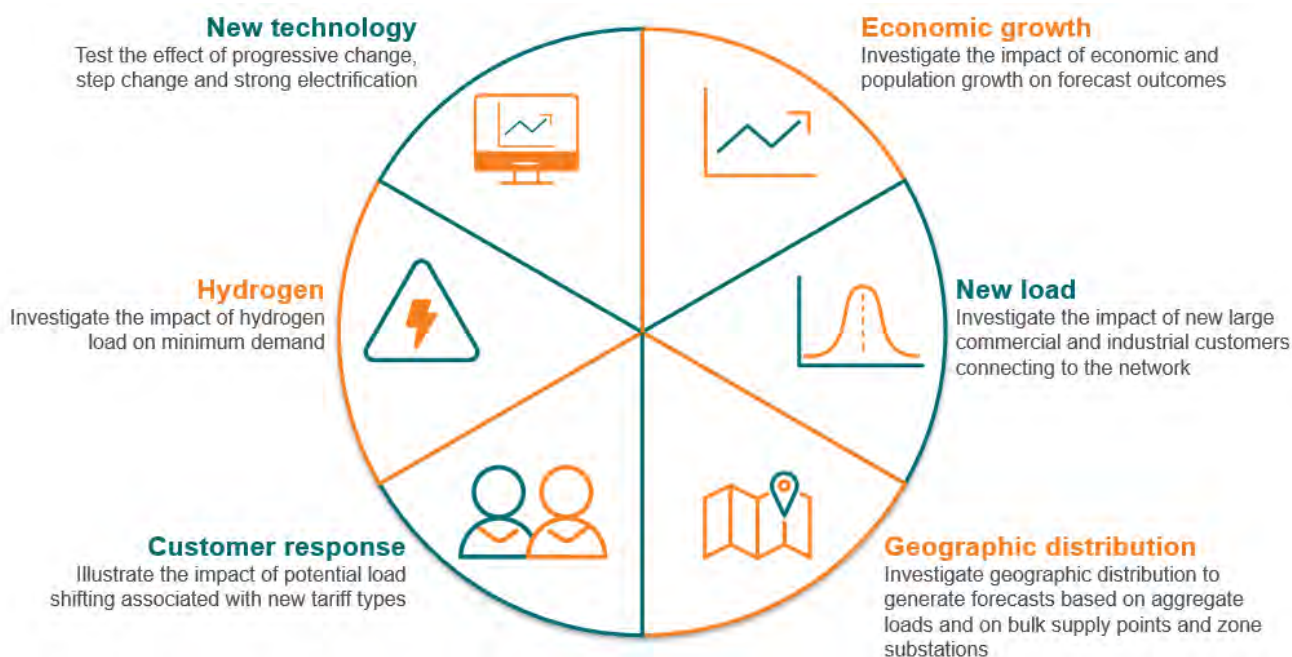 New technology
Test the effect of progressive change,
step change and strong electrification
Economic growth
Investigate the impact of economic and
population growth on forecast outcomes
Hydrogen
Investigate the impact of hydrogen
load on minimum demand
New load
Investigate the impact of new large
commercial and industrial customers
connecting to the network
Customer response
Illustrate the impact of potential load
shifting associated with new tariff types
Geographic distribution
Investigate geographic distribution to
generate forecasts based on aggregate
loads and on bulk supply points and zone
substations